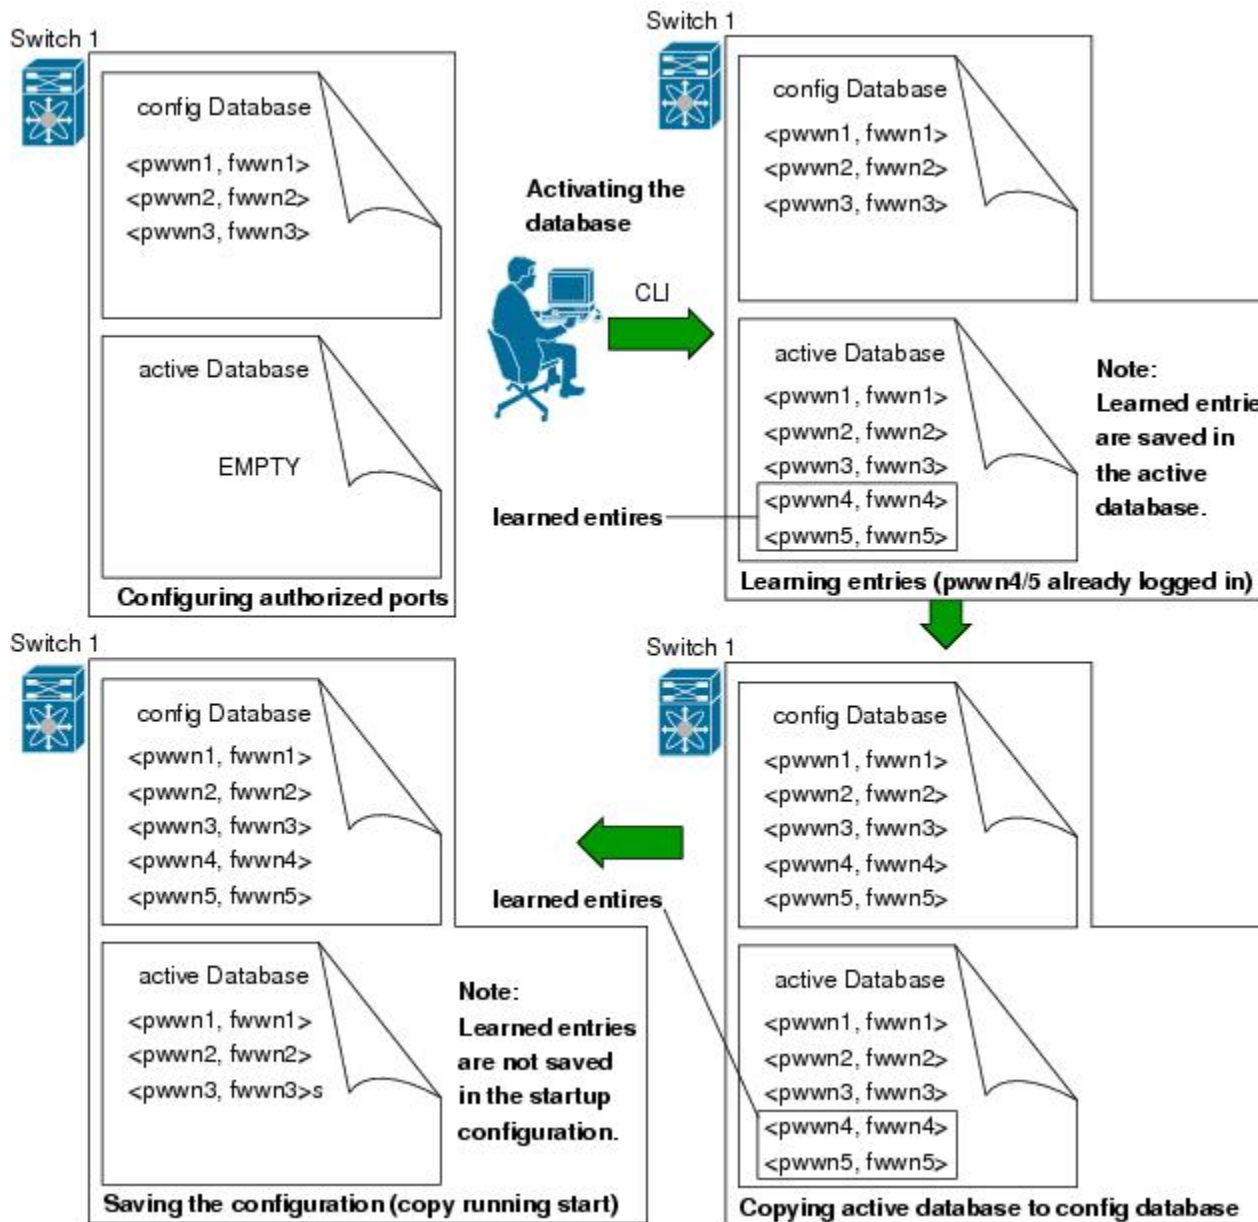 Switch 1
config Database
<pwwn1, fwwn1>
<pwwn2, fwwn2>
<pwwn3, fwwn3>
active Database
EMPTY
Configuring authorized ports
Activating the
database
CLI
Switch 1
config Database
<pwwn1, fwwn1>
<pwwn2, fwwn2>
<pwwn3, fwwn3>
active Database
<pwwn1, fwwn1>
<pwwn2, fwwn2>
<pwwn3, fwwn3>
<pwwn4, fwwn4>
<pwwn5, fwwn5>
learned entires
Note:
Learned entrie
are saved in
the active
database.
Learning entries (pwwn4/5 already logged in)
Switch 1
config Database
<pwwn1, fwwn1>
<pwwn2, fwwn2>
<pwwn3, fwwn3>
<pwwn4, fwwn4>
<pwwn5, fwwn5>
learned entires
active Database
<pwwn1, fwwn1>
<pwwn2, fwwn2>
<pwwn3, fwwn3>
<pwwn4, fwwn4>
<pwwn5, fwwn5>
Copying active database to config database
Switch 1
config Database
<pwwn1, fwwn1>
<pwwn2, fwwn2>
<pwwn3, fwwn3>
<pwwn4, fwwn4>
<pwwn5, fwwn5>
active Database
<pwwn1, fwwn1>
<pwwn2, fwwn2>
<pwwn3, fwwn3>s
Note:
Learned entries
are not saved
in the startup
configuration.
Saving the configuration (copy running start)